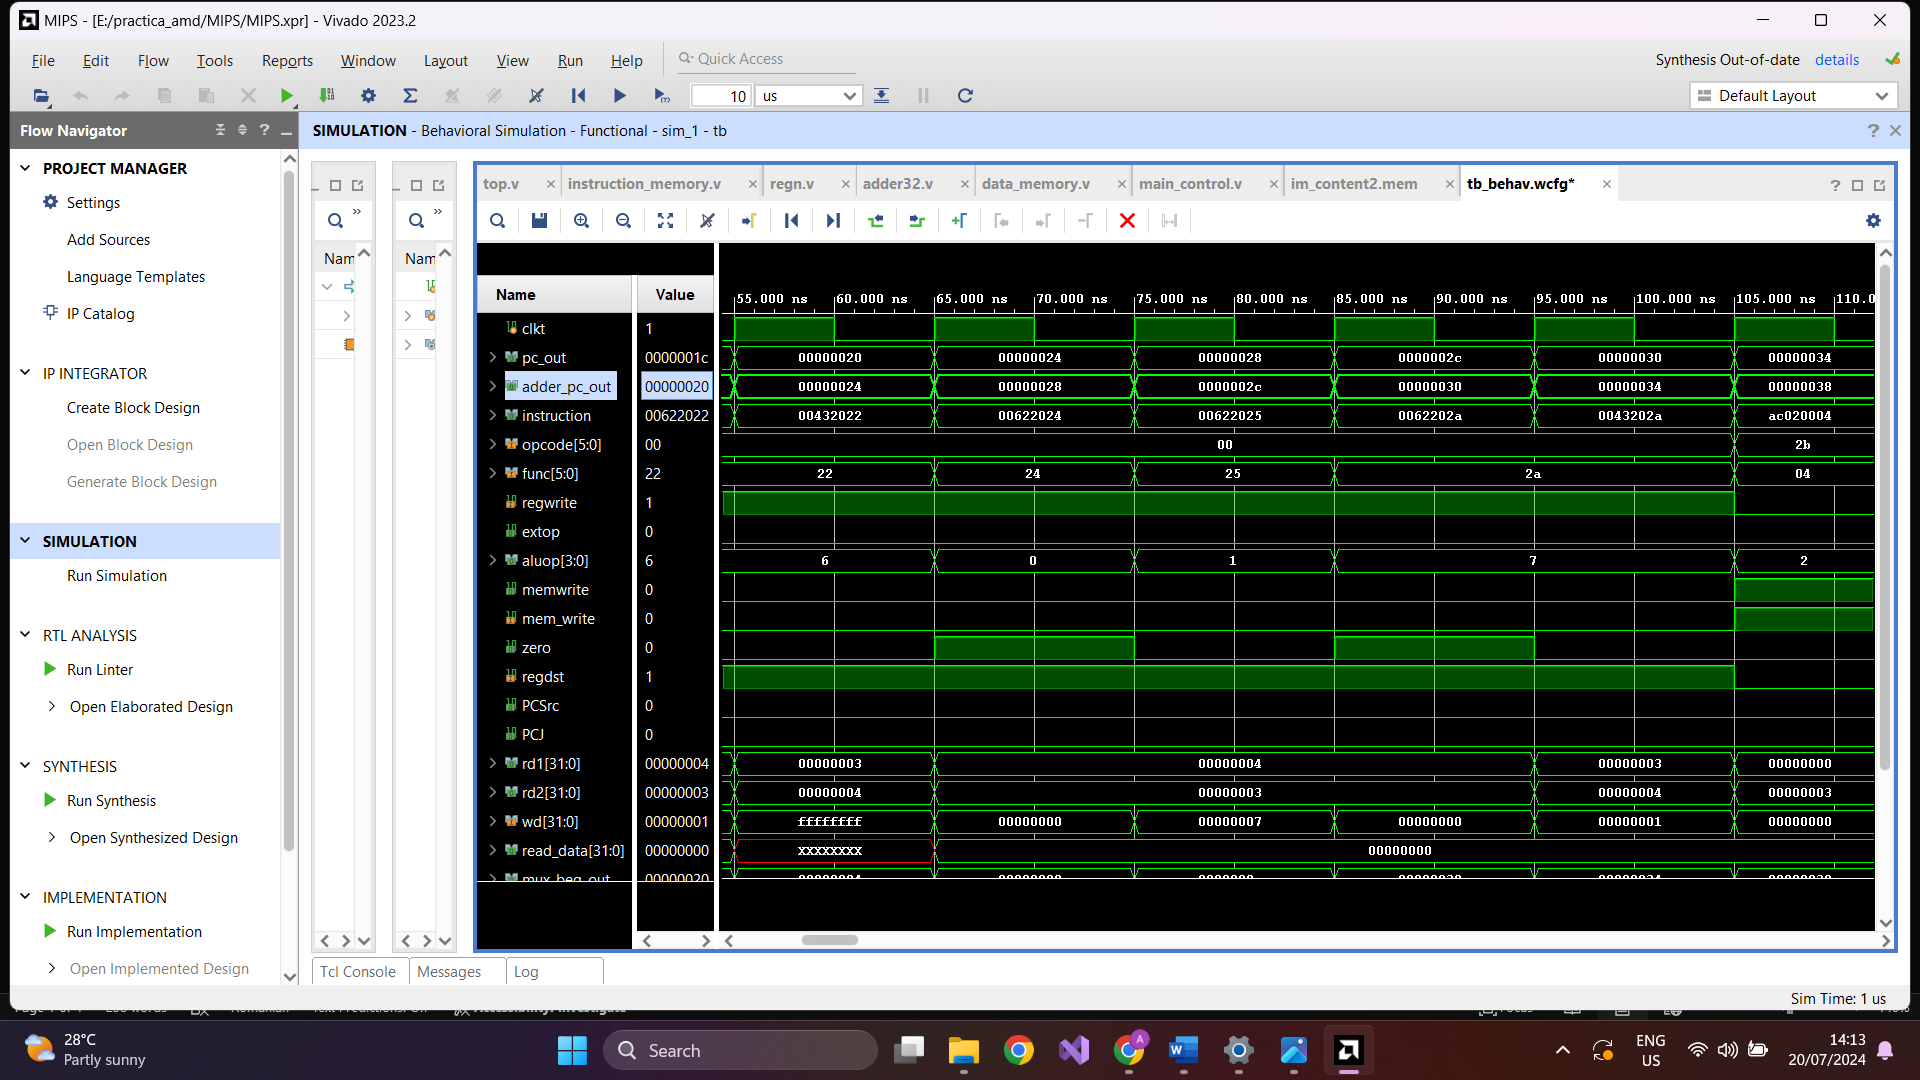 MIPS - [E:/practica_amd/MIPS/MIPS.xpr] - Vivado 2023.2
File Edit Flow Tools Reports Window Layout View Run Help Quick Access
Synthesis Out-of-date details
10 us
Default Layout
Flow Navigator
SIMULATION - Behavioral Simulation - Functional - sim_1 - tb
PROJECT MANAGER
Settings
Add Sources
Language Templates
IP Catalog
IP INTEGRATOR
Create Block Design
Open Block Design
Generate Block Design
SIMULATION
Run Simulation
RTL ANALYSIS
Run Linter
Open Elaborated Design
SYNTHESIS
Run Synthesis
Open Synthesized Design
IMPLEMENTATION
Run Implementation
Open Implemented Design
Nam
Nam
top.v instruction_memory.v regn.v adder32.v data_memory.v main_control.v im_content2.mem tb_behav.wcfg*
Name Value
55.000 ns 60.000 ns 65.000 ns 70.000 ns 75.000 ns 80.000 ns 85.000 ns 90.000 ns 95.000 ns 100.000 ns 105.000 ns 110.0
clkt 1
pc_out 0000001c 00000020 00000024 00000028 0000002c 00000030 00000034
adder_pc_out 00000020 00000024 00000028 0000002c 00000030 00000034 00000038
instruction 00622022 00432022 00622024 00622025 0062202a 0043202a ac020004
opcode[5:0] 00 00 2b
func[5:0] 22 22 24 25 2a 04
regwrite 1
extop 0
aluop[3:0] 6 6 0 1 7 2
memwrite 0
mem_write 0
zero 0
regdst 1
PCSrc 0
PCJ 0
rd1[31:0] 00000004 00000003 00000004 00000003 00000000
rd2[31:0] 00000003 00000004 00000003 00000004 00000003
wd[31:0] 00000001 ffffffff 00000000 00000007 00000000 00000001 00000000
read_data[31:0] 00000000 XXXXXXXX 00000000
mux_beq_out 00000020
Tcl Console Messages Log
Sim Time: 1 us
28°C
Partly sunny
Search
ENG
US
14:13
20/07/2024